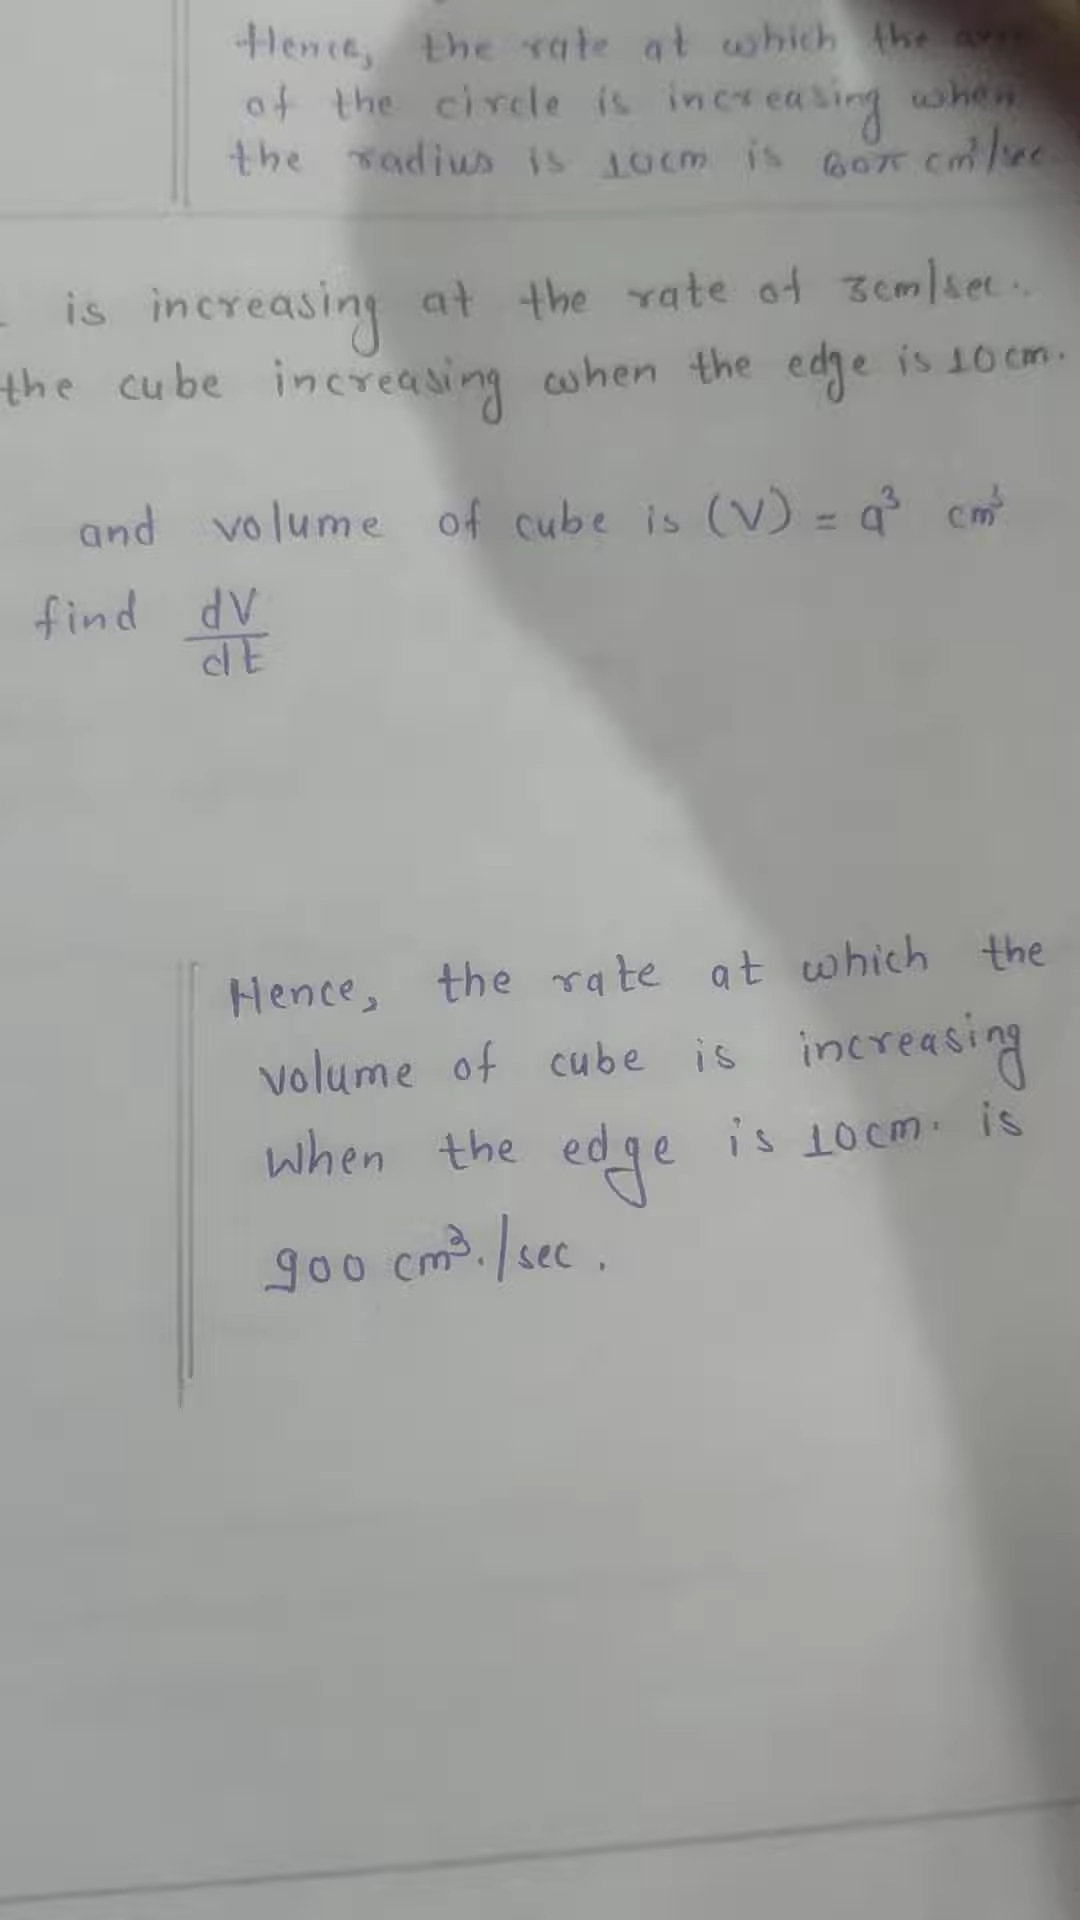 Hence, the rate at which the
of the circle is increasing when
the radius is 10cm is 60π cm²/sec.
is increasing at the rate of 3cm/sec.
the cube increasing when the edge is 10cm.
and volume of cube is (V) = a³ cm³
find dV/dt
Hence, the rate at which the
volume of cube is increasing
when the edge is 10cm. is
900 cm³./sec.